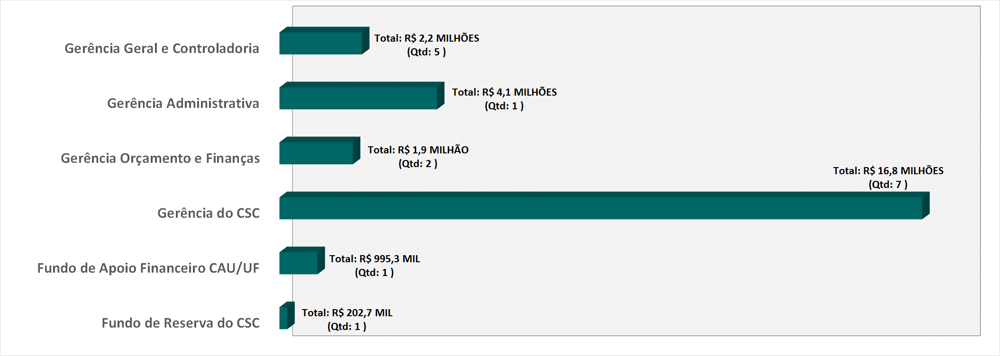 Gerência Geral e Controladoria
Total: R$ 2,2 MILHÕES
(Qtd: 5 )
Gerência Administrativa
Total: R$ 4,1 MILHÕES
(Qtd: 1 )
Gerência Orçamento e Finanças
Total: R$ 1,9 MILHÃO
(Qtd: 2 )
Gerência do CSC
Total: R$ 16,8 MILHÕES
(Qtd: 7 )
Fundo de Apoio Financeiro CAU/UF
Total: R$ 995,3 MIL
(Qtd: 1 )
Fundo de Reserva do CSC
Total: R$ 202,7 MIL
(Qtd: 1 )